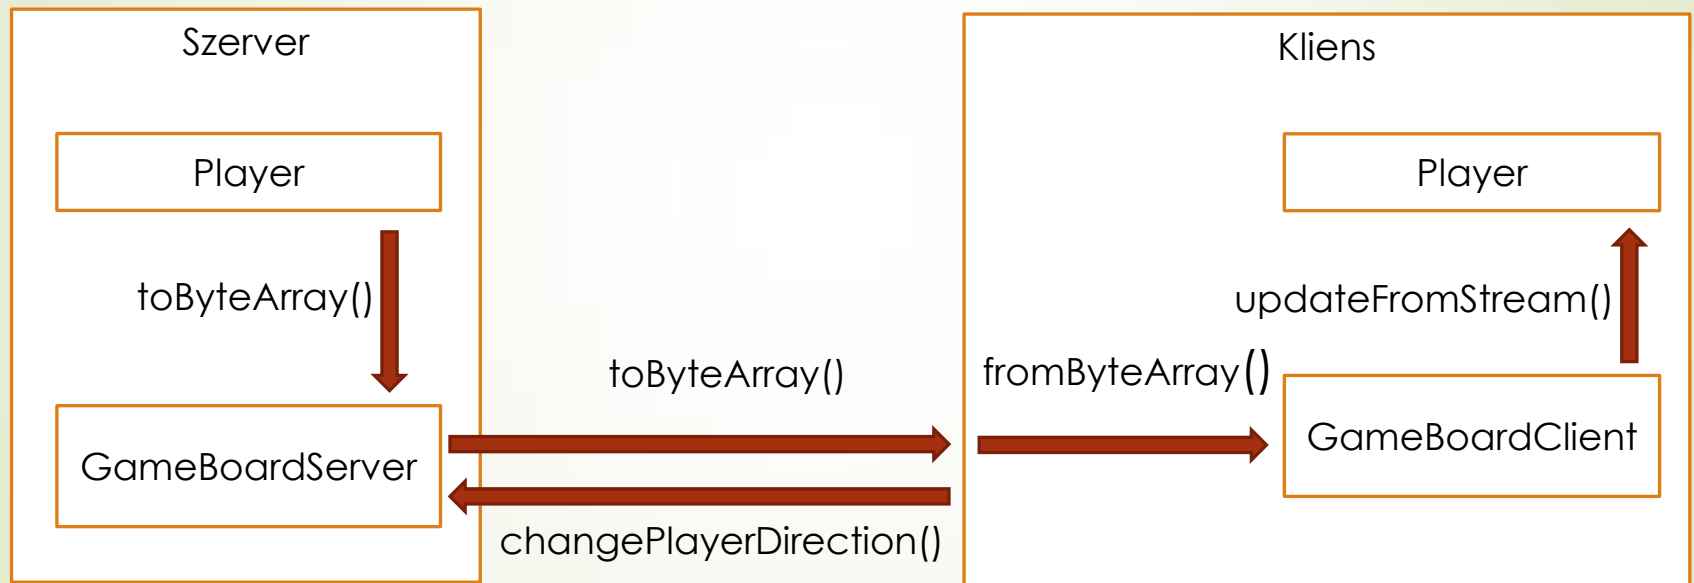 Szerver
Kliens
Player
Player
toByteArray()
updateFromStream()
toByteArray()
fromByteArray()
GameBoardServer
GameBoardClient
changePlayerDirection()